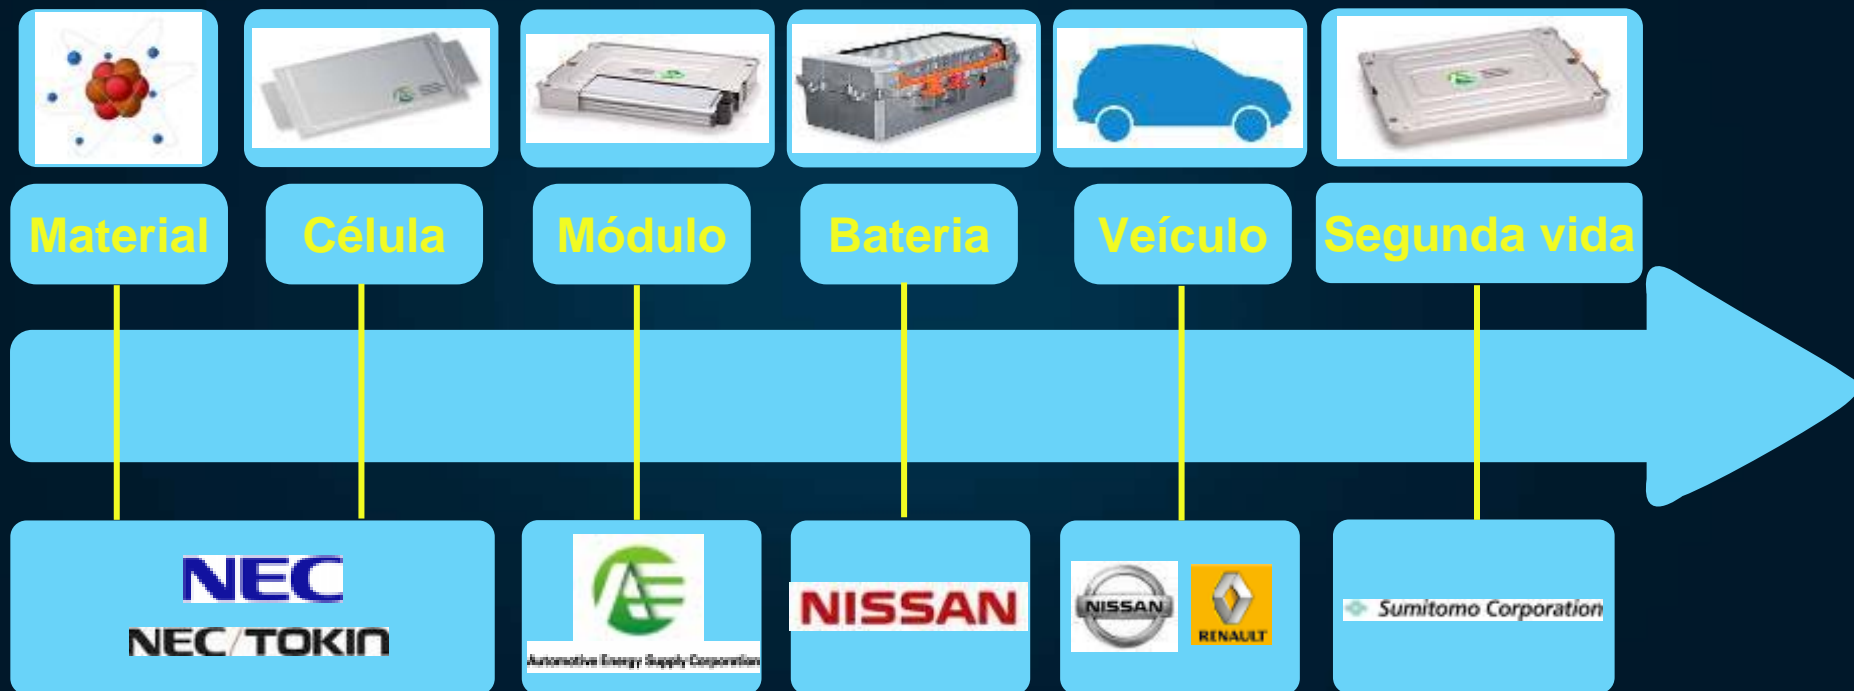 Material
Célula
Módulo
Bateria
Veículo
Segunda vida
NEC
NEC/TOKIN
Automotive Energy Supply Corporation
NISSAN
NISSAN
RENAULT
Sumitomo Corporation